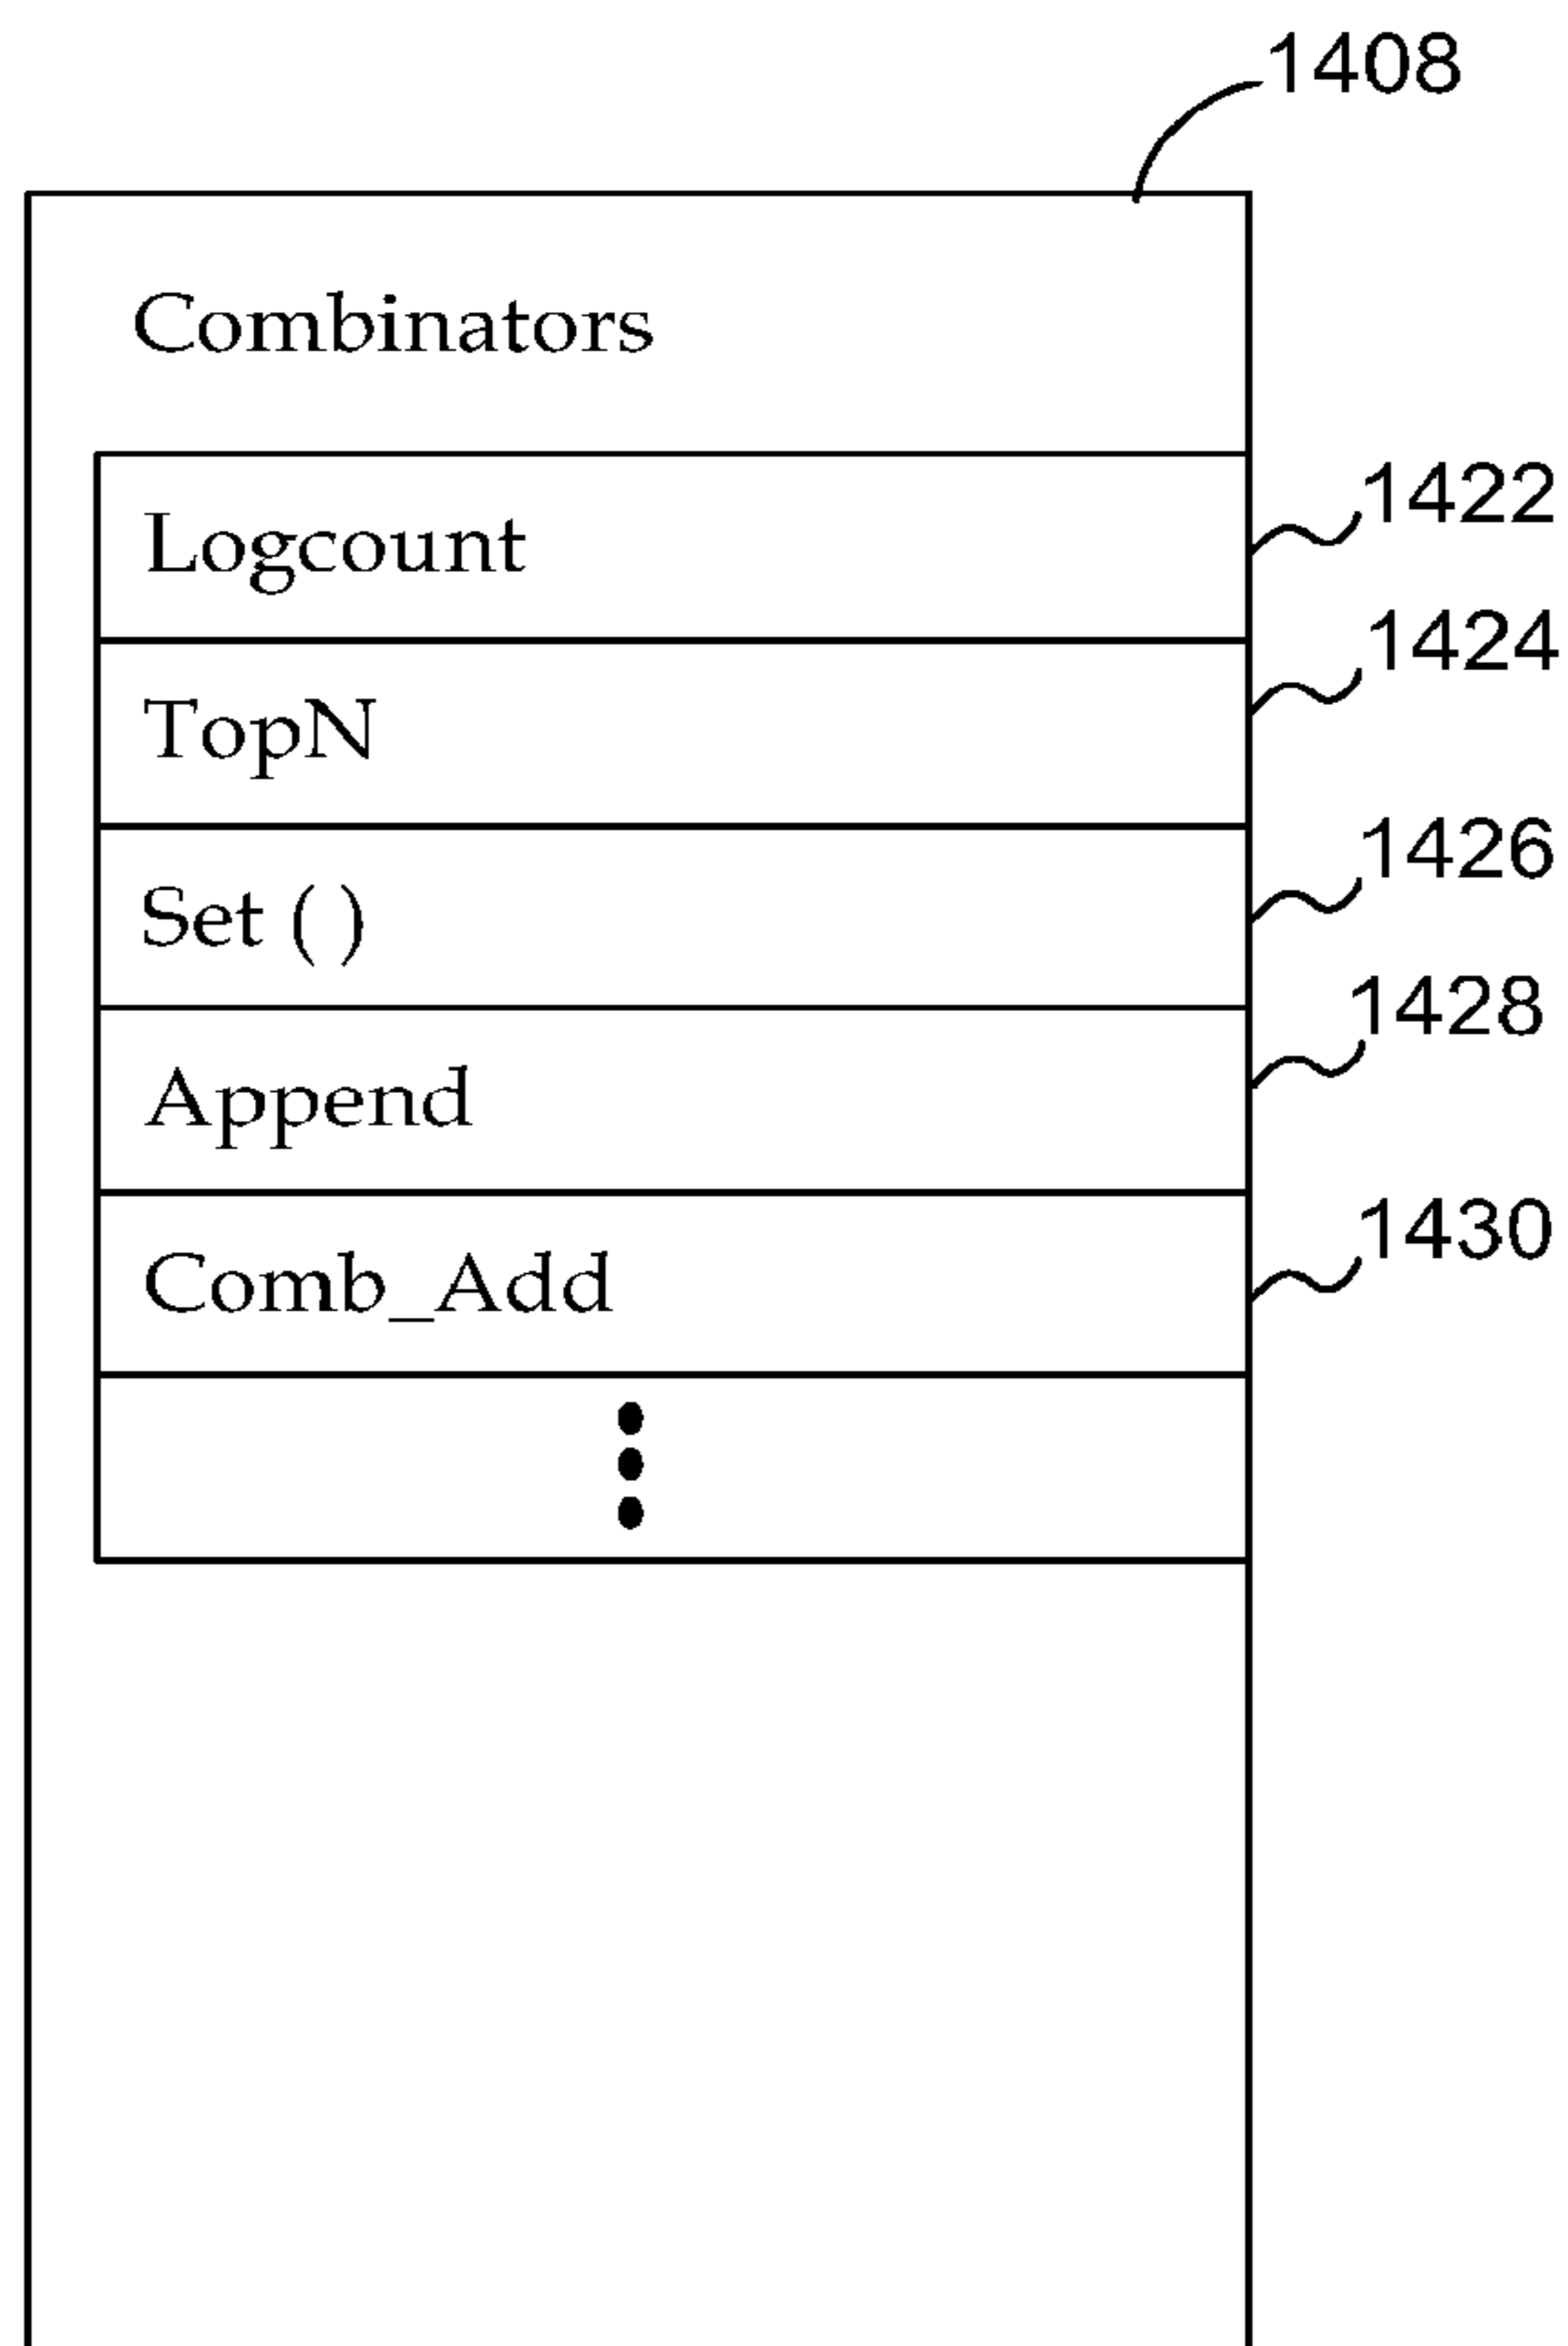 1408
Combinators
Logcount
1422
TopN
1424
Set ( )
1426
Append
1428
Comb_Add
1430